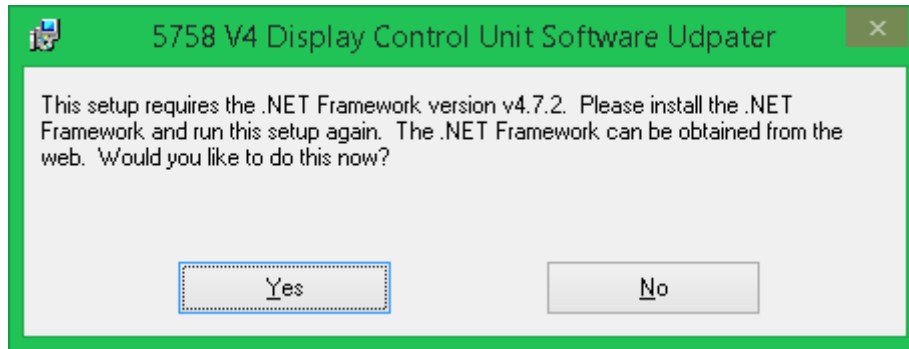 5758 V4 Display Control Unit Software Udpater
This setup requires the .NET Framework version v4.7.2.  Please install the .NET
Framework and run this setup again.  The .NET Framework can be obtained from the
web.  Would you like to do this now?
Yes
No